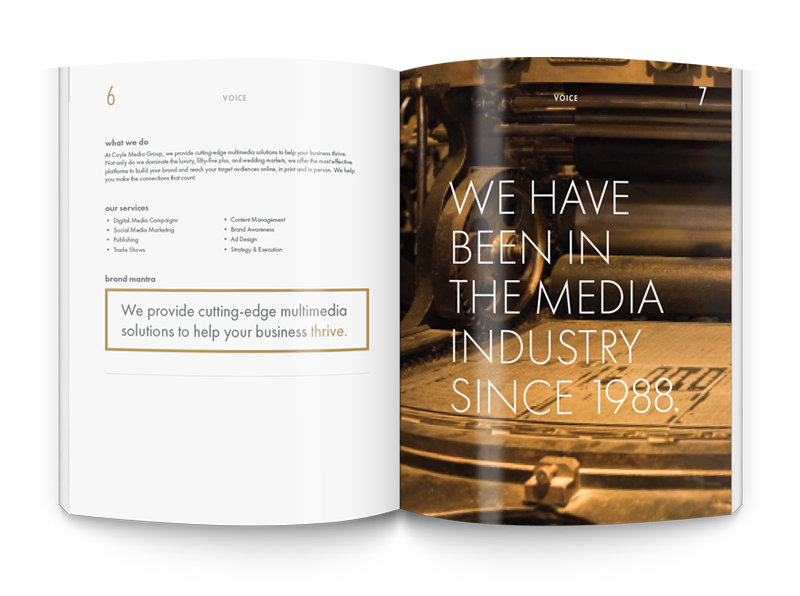 6
VOICE
what we do
At Coyle Media Group, we provide cutting-edge multimedia solutions to help your business thrive.
Not only do we dominate the luxury, fifty-five plus, and wedding markets, we offer the most effective
platforms to build your brand and reach your target audiences online, in print and in person. We help
you make the connections that count.
our services
• Digital Media Campaigns
• Social Media Marketing
• Publishing
• Trade Shows
• Content Management
• Brand Awareness
• Ad Design
• Strategy & Execution
brand mantra
We provide cutting-edge multimedia
solutions to help your business thrive.
VOICE
7
WE HAVE
BEEN IN
THE MEDIA
INDUSTRY
SINCE 1988.